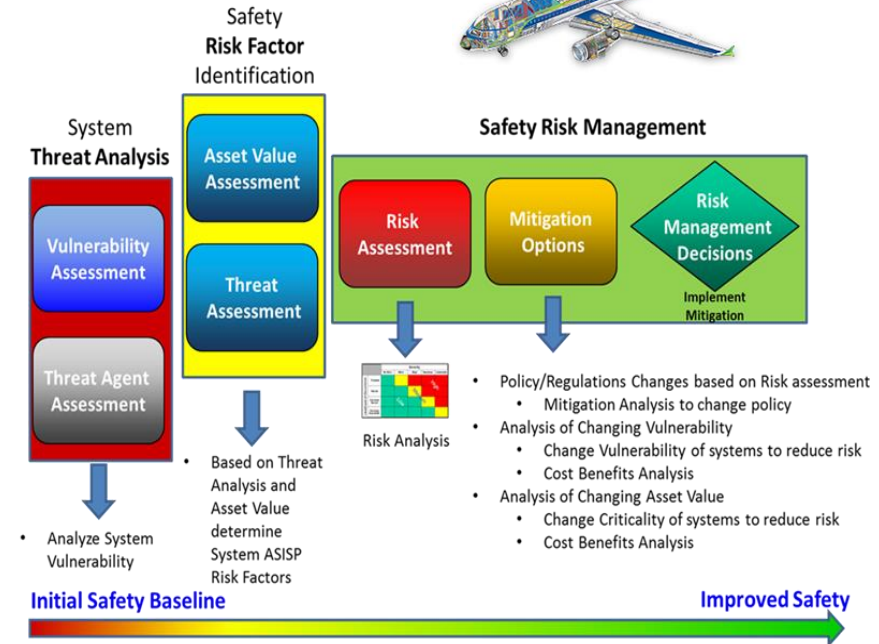 Safety
Risk Factor
Identification
System
Threat Analysis
Safety Risk Management
Asset Value
Assessment
Threat
Assessment
Vulnerability
Assessment
Threat Agent
Assessment
Risk
Assessment
Mitigation
Options
Risk
Management
Decisions
Implement
Mitigation
Risk Analysis
• Policy/Regulations Changes based on Risk assessment
• Mitigation Analysis to change policy
• Analysis of Changing Vulnerability
• Change Vulnerability of systems to reduce risk
• Cost Benefits Analysis
• Analysis of Changing Asset Value
• Change Criticality of systems to reduce risk
• Cost Benefits Analysis
• Based on Threat
Analysis and
Asset Value
determine
System ASISP
Risk Factors
• Analyze System
Vulnerability
Initial Safety Baseline
Improved Safety